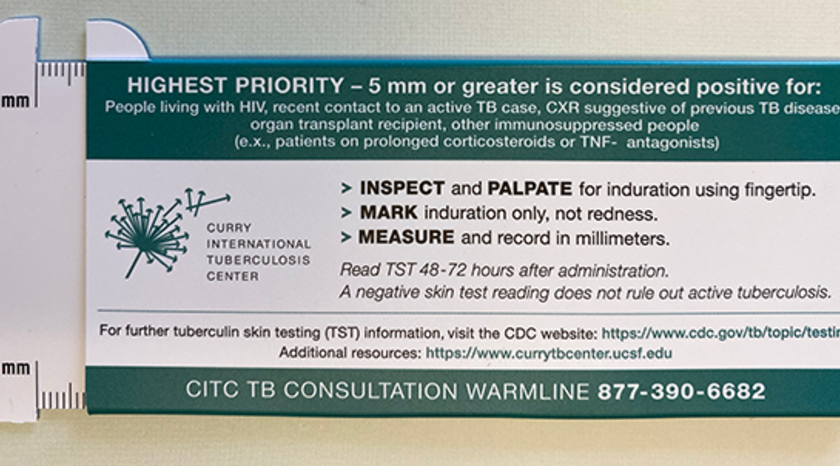 mm
HIGHEST PRIORITY – 5 mm or greater is considered positive for:
People living with HIV, recent contact to an active TB case, CXR suggestive of previous TB disease
organ transplant recipient, other immunosuppressed people
(e.x., patients on prolonged corticosteroids or TNF- antagonists)
> INSPECT and PALPATE for induration using fingertip.
> MARK induration only, not redness.
> MEASURE and record in millimeters.
CURRY
INTERNATIONAL
TUBERCULOSIS
CENTER
Read TST 48-72 hours after administration.
A negative skin test reading does not rule out active tuberculosis.
For further tuberculin skin testing (TST) information, visit the CDC website: https://www.cdc.gov/tb/topic/testin
Additional resources: https://www.currytbcenter.ucsf.edu
mm
CITC TB CONSULTATION WARMLINE 877-390-6682